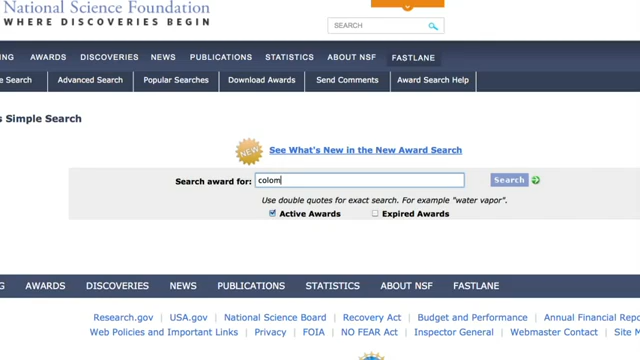 National Science Foundation
WHERE DISCOVERIES BEGIN
SEARCH
NG AWARDS DISCOVERIES NEWS PUBLICATIONS STATISTICS ABOUT NSF FASTLANE
e Search Advanced Search Popular Searches Download Awards Send Comments Award Search Help
s Simple Search
NEW See What's New in the New Award Search
Search award for: colom Search
Use double quotes for exact search. For example "water vapor".
Active Awards Expired Awards
NG AWARDS DISCOVERIES NEWS PUBLICATIONS STATISTICS ABOUT NSF FASTLANE
Research.gov | USA.gov | National Science Board | Recovery Act | Budget and Performance | Annual Financial Repo
Web Policies and Important Links | Privacy | FOIA | NO FEAR Act | Inspector General | Webmaster Contact | Site M